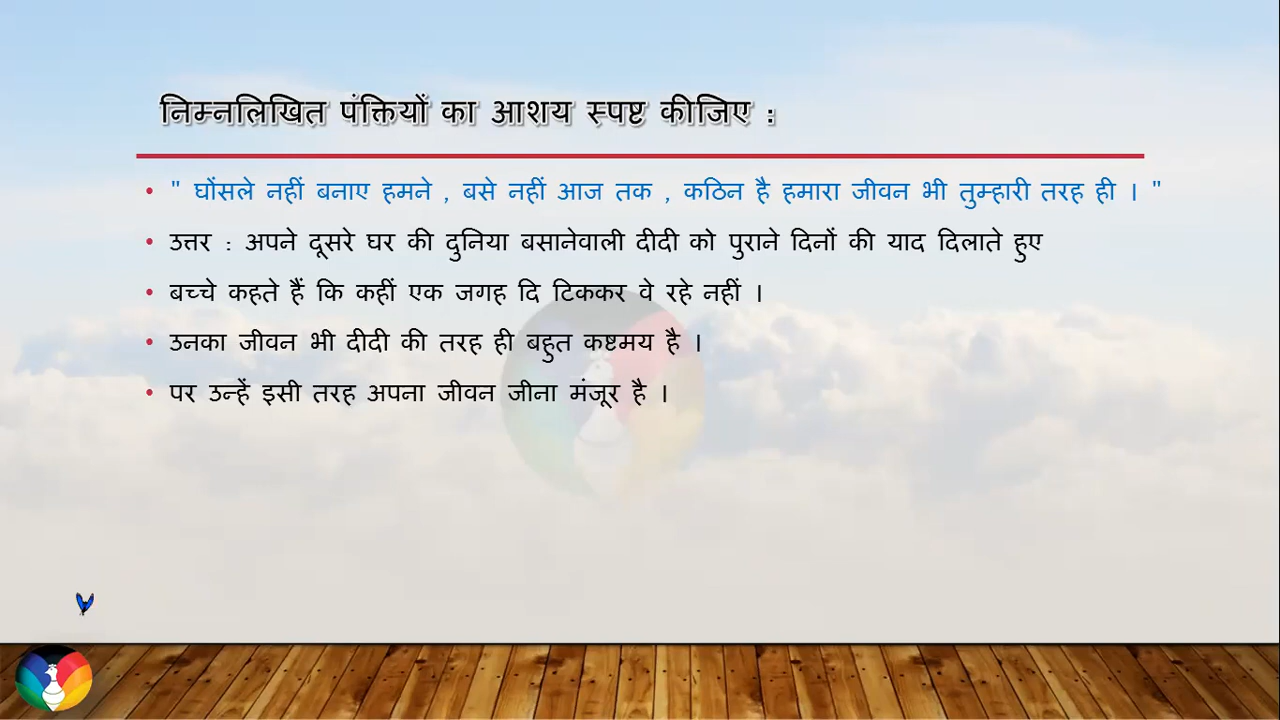 निम्नलिखित पंक्तियों का आशय स्पष्ट कीजिए :
• " घोंसले नहीं बनाए हमने , बसे नहीं आज तक , कठिन है हमारा जीवन भी तुम्हारी तरह ही । "
• उत्तर : अपने दूसरे घर की दुनिया बसानेवाली दीदी को पुराने दिनों की याद दिलाते हुए
• बच्चे कहते हैं कि कहीं एक जगह दि टिककर वे रहे नहीं ।
• उनका जीवन भी दीदी की तरह ही बहुत कष्टमय है ।
• पर उन्हें इसी तरह अपना जीवन जीना मंजूर है ।